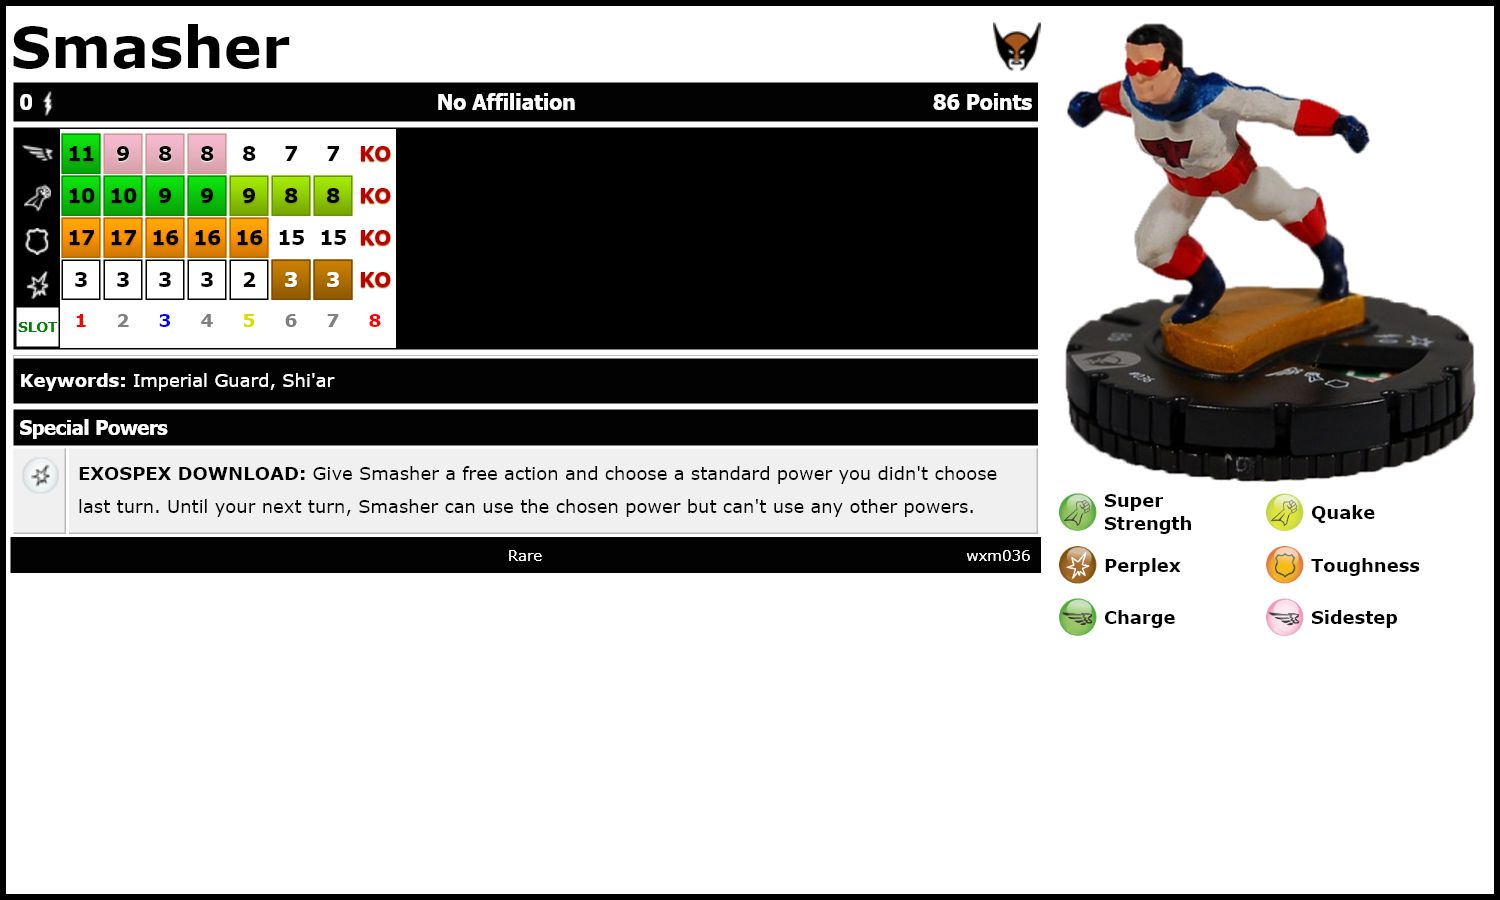 Smasher
0 No Affiliation 86 Points
11 9 8 8 8 7 7 KO
10 10 9 9 9 8 8 KO
17 17 16 16 16 15 15 KO
3 3 3 3 2 3 3 KO
SLOT 1 2 3 4 5 6 7 8
Keywords: Imperial Guard, Shi'ar
Special Powers
EXOSPEX DOWNLOAD: Give Smasher a free action and choose a standard power you didn't choose
last turn. Until your next turn, Smasher can use the chosen power but can't use any other powers.
Rare wxm036
#036
Super
Strength
Quake
Perplex
Toughness
Charge
Sidestep